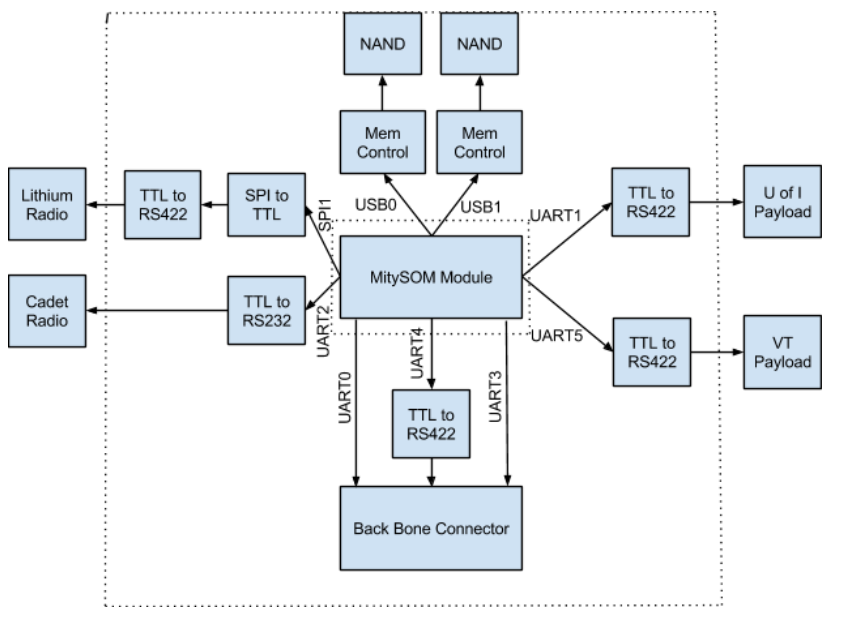 NAND
NAND
Mem
Control
Mem
Control
USB0
USB1
Lithium
Radio
TTL to
RS422
SPI to
TTL
SPI1
UART1
TTL to
RS422
U of I
Payload
MitySOM Module
Cadet
Radio
TTL to
RS232
UART2
UART4
UART5
TTL to
RS422
VT
Payload
UART0
UART3
TTL to
RS422
Back Bone Connector